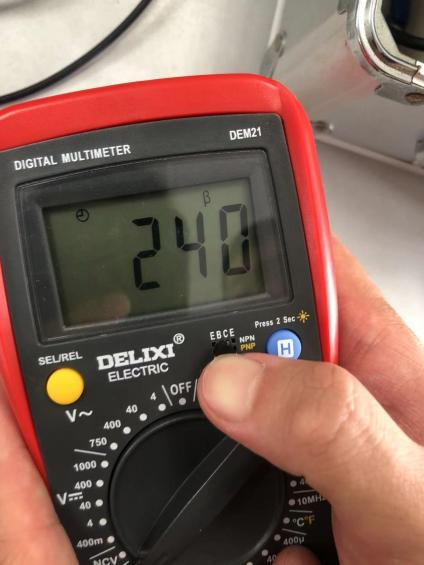 DIGITAL MULTIMETER
DEM21
β
240
Press 2 Sec
EBCE
NPN
PNP
SEL/REL
DELIXI®
ELECTRIC
H
OFF
V~
4
40
400
750
1000
400
V⎓
40
4
400m
NCV
10MHz
°C°F
400μ